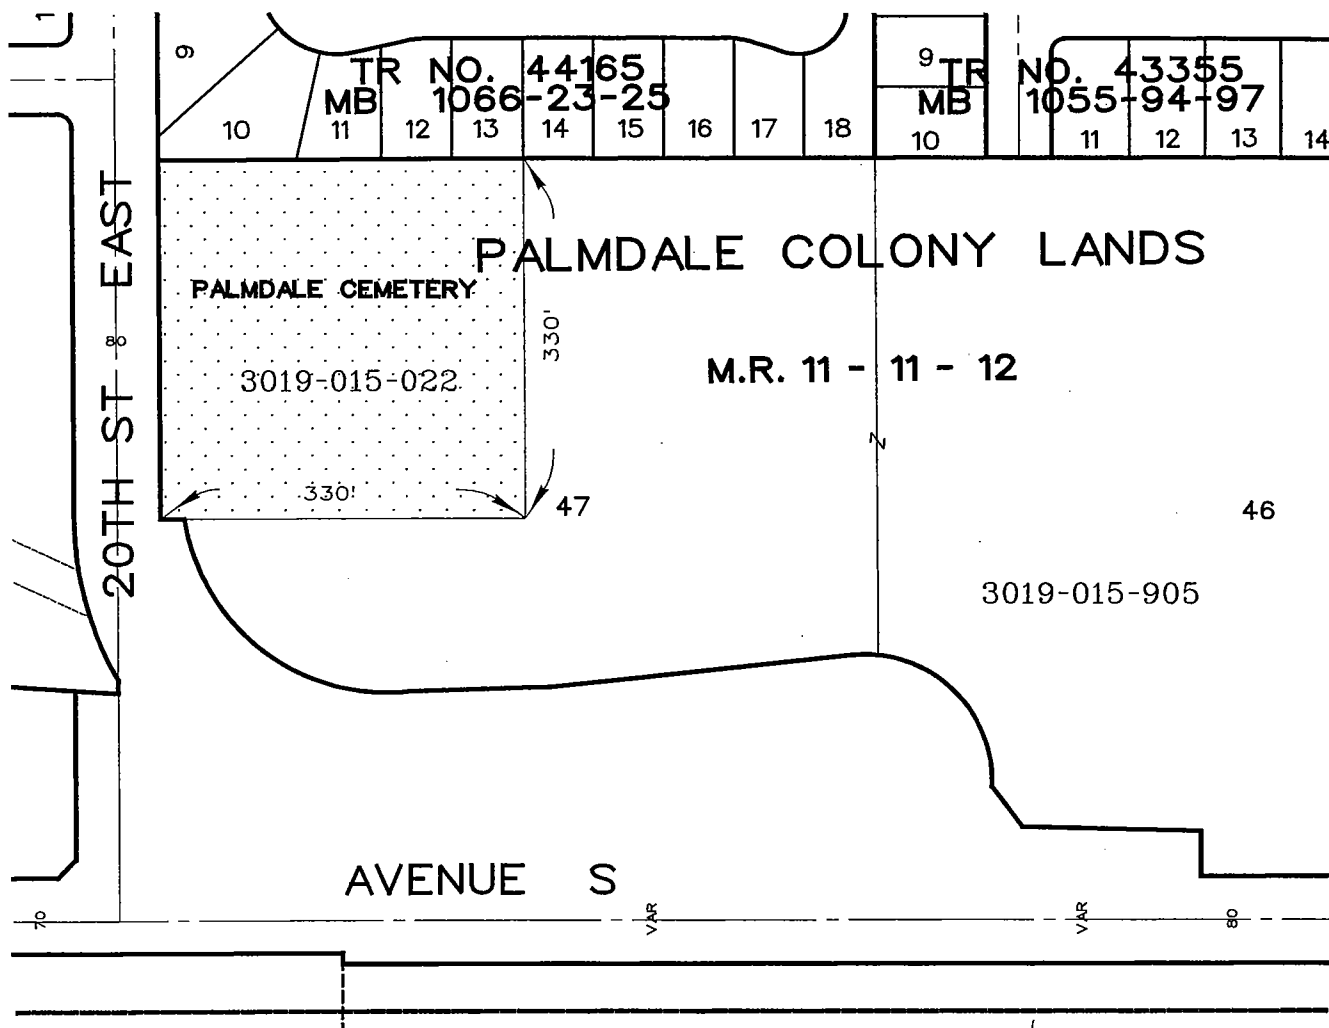 1
9
TR NO. 44165
MB 1066-23-25
10 11 12 13 14 15 16 17 18
9
TR NO. 43355
MB 1055-94-97
10 11 12 13 14
20TH ST EAST
80
PALMDALE COLONY LANDS
PALMDALE CEMETERY
330'
M.R. 11 - 11 - 12
3019-015-022
Z
330'
47
46
3019-015-905
AVENUE S
70
VAR
VAR
80